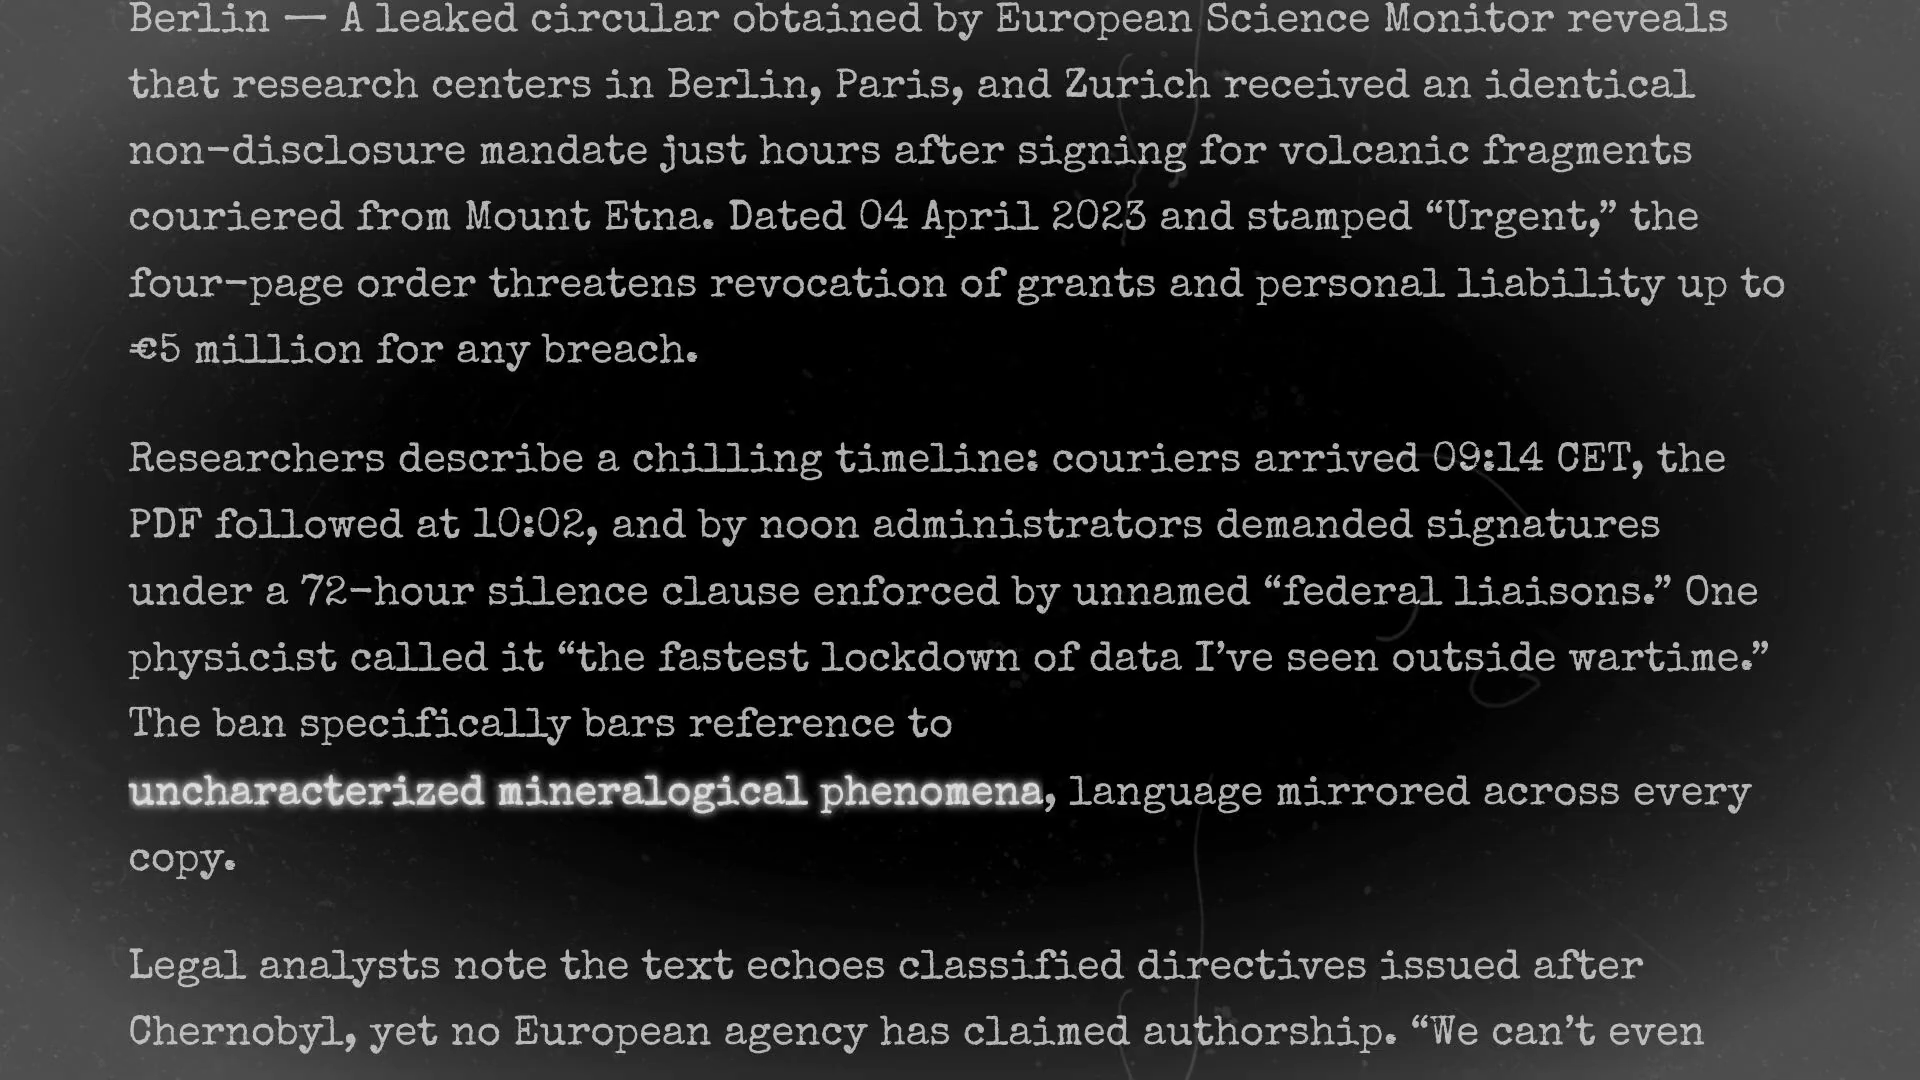 Berlin — A leaked circular obtained by European Science Monitor reveals
that research centers in Berlin, Paris, and Zurich received an identical
non-disclosure mandate just hours after signing for volcanic fragments
couriered from Mount Etna. Dated 04 April 2023 and stamped “Urgent,” the
four-page order threatens revocation of grants and personal liability up to
€5 million for any breach.
Researchers describe a chilling timeline: couriers arrived 09:14 CET, the
PDF followed at 10:02, and by noon administrators demanded signatures
under a 72-hour silence clause enforced by unnamed “federal liaisons.” One
physicist called it “the fastest lockdown of data I’ve seen outside wartime.”
The ban specifically bars reference to
uncharacterized mineralogical phenomena, language mirrored across every
copy.
Legal analysts note the text echoes classified directives issued after
Chernobyl, yet no European agency has claimed authorship. “We can’t even